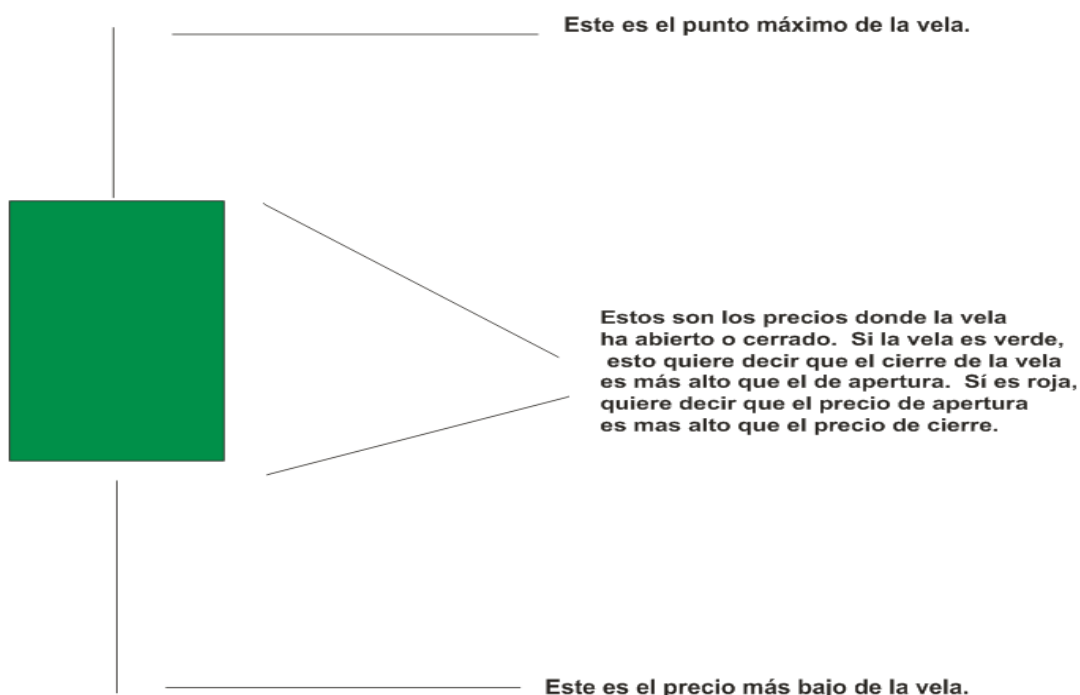 Este es el punto máximo de la vela.
Estos son los precios donde la vela
ha abierto o cerrado. Si la vela es verde,
esto quiere decir que el cierre de la vela
es más alto que el de apertura. Sí es roja,
quiere decir que el precio de apertura
es mas alto que el precio de cierre.
Este es el precio más bajo de la vela.